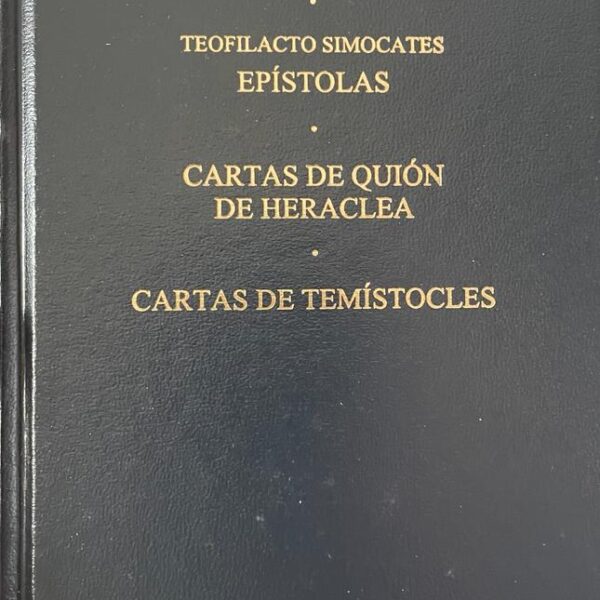 TEOFILACTO SIMOCATES
EPÍSTOLAS
CARTAS DE QUIÓN
DE HERACLEA
CARTAS DE TEMÍSTOCLES